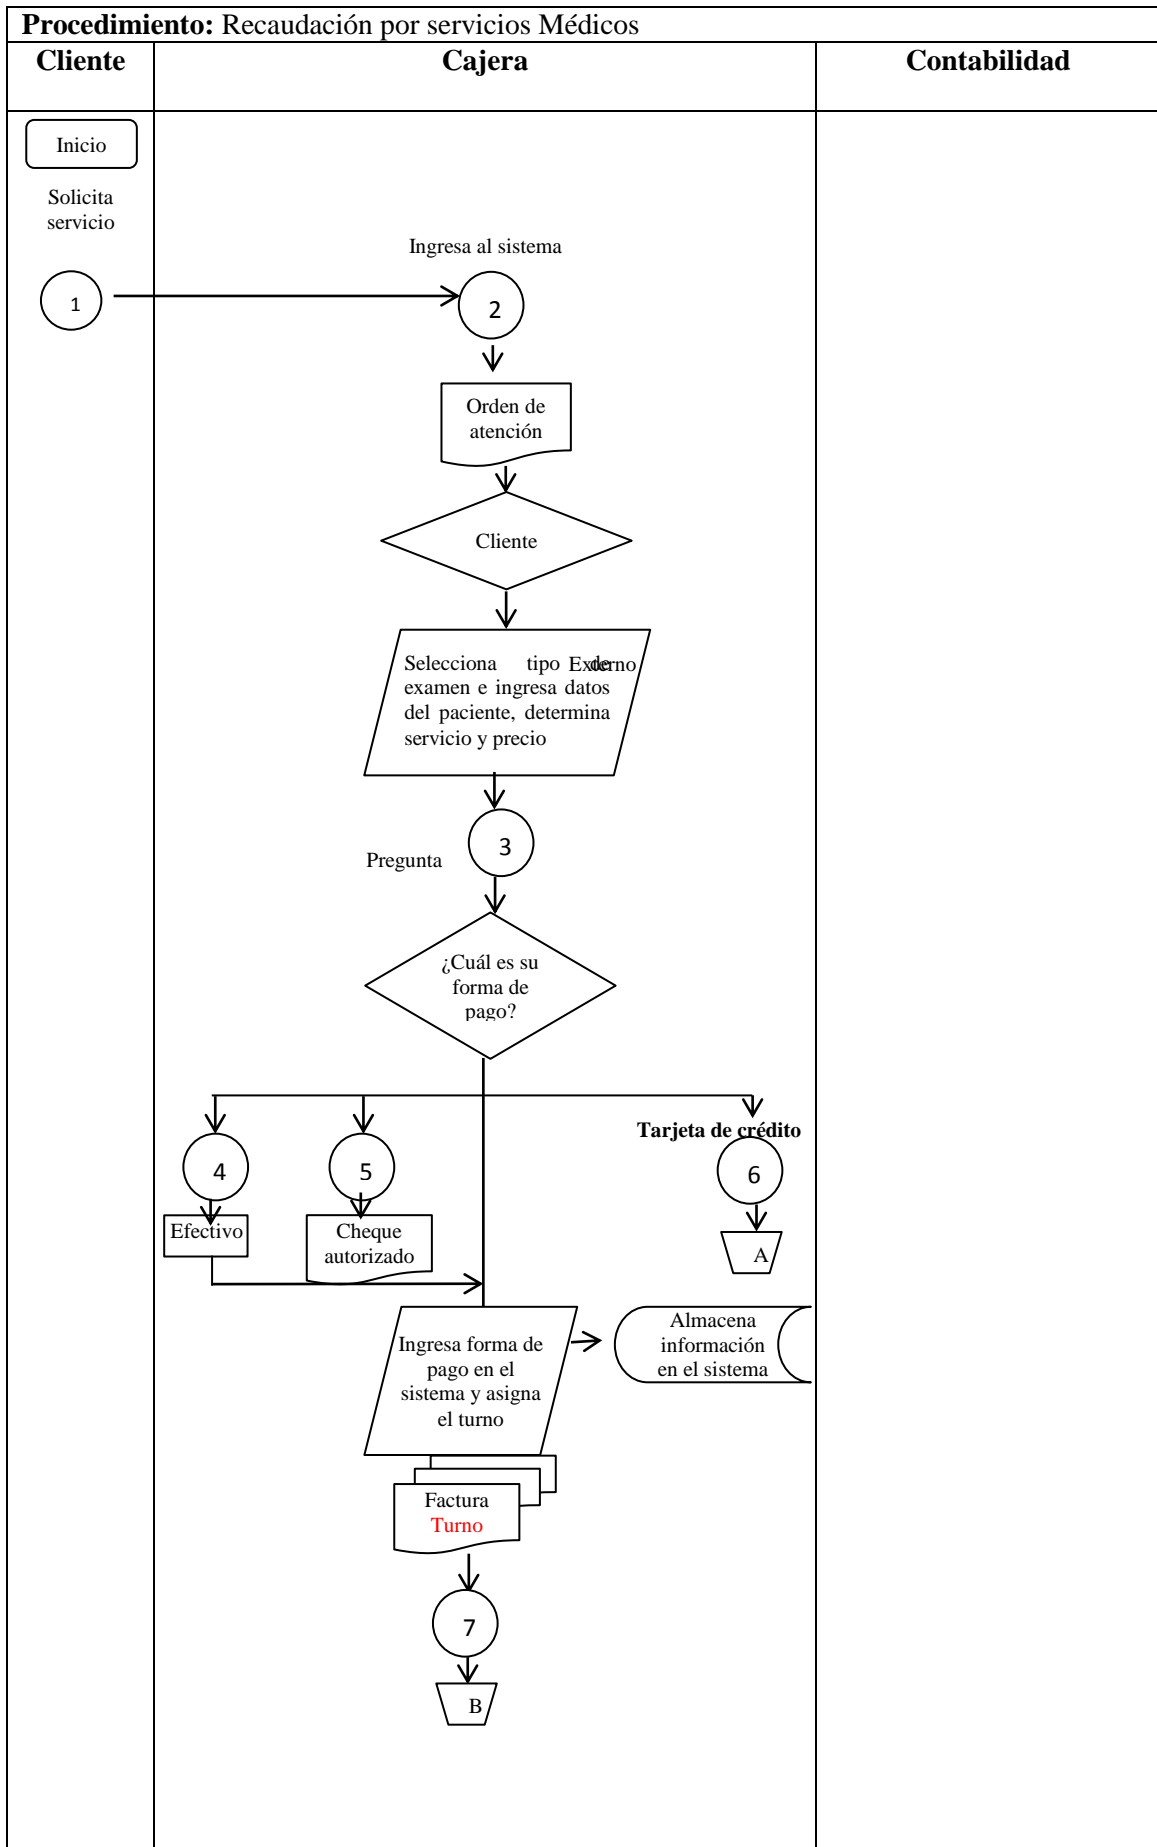 Procedimiento: Recaudación por servicios Médicos
Cliente
Cajera
Contabilidad
Inicio
Solicita
servicio
1
Ingresa al sistema
2
Orden de
atención
Cliente
Selecciona tipo de
Externo
examen e ingresa datos
del paciente, determina
servicio y precio
3
Pregunta
¿Cuál es su
forma de
pago?
Tarjeta de crédito
4
5
6
Efectivo
Cheque
autorizado
A
Ingresa forma de
pago en el
sistema y asigna
el turno
Almacena
información
en el sistema
Factura
Turno
7
B